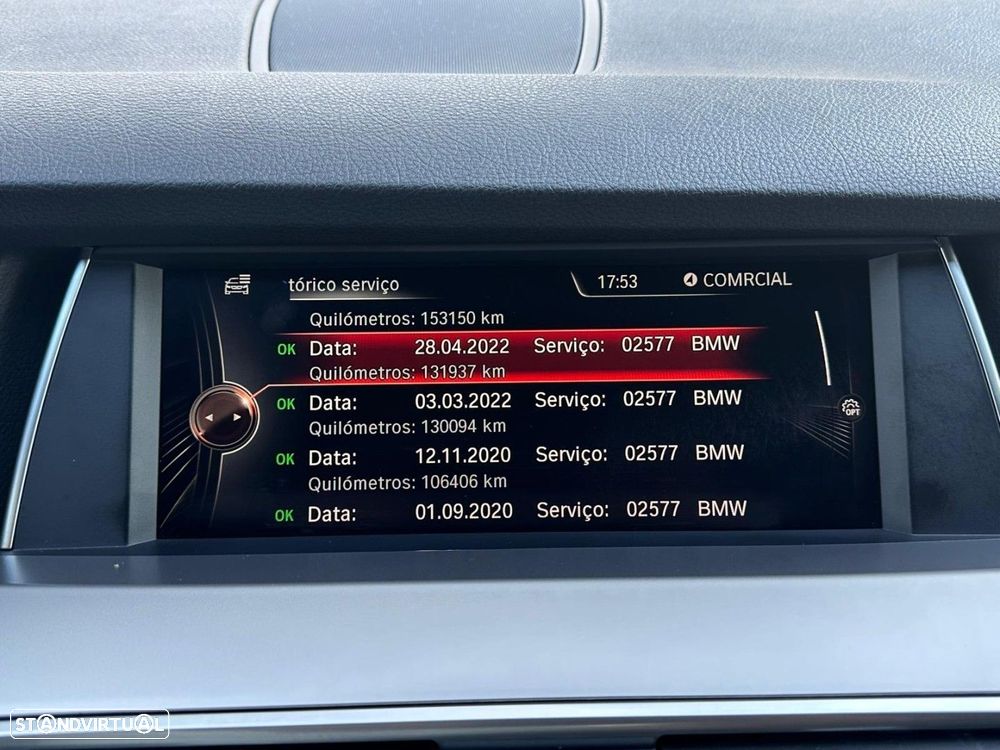 tórico serviço
17:53
COMRCIAL
Quilómetros: 153150 km
OK Data: 28.04.2022 Serviço: 02577 BMW
Quilómetros: 131937 km
OK Data: 03.03.2022 Serviço: 02577 BMW
Quilómetros: 130094 km
OK Data: 12.11.2020 Serviço: 02577 BMW
Quilómetros: 106406 km
OK Data: 01.09.2020 Serviço: 02577 BMW
OPT
STANDVIRTUAL